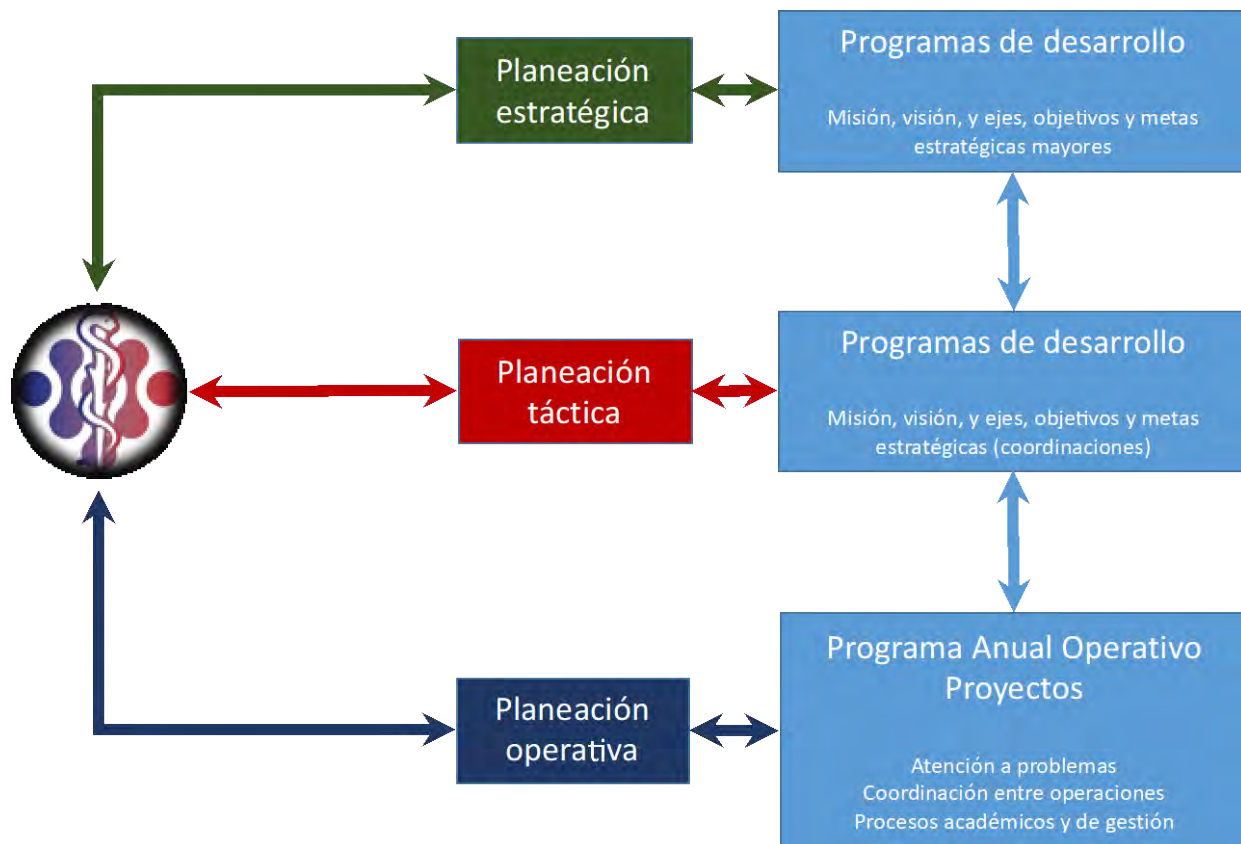 Planeación
estratégica
Programas de desarrollo
Misión, visión, y ejes, objetivos y metas
estratégicas mayores
Planeación
táctica
Programas de desarrollo
Misión, visión, y ejes, objetivos y metas
estratégicas (coordinaciones)
Planeación
operativa
Programa Anual Operativo
Proyectos
Atención a problemas
Coordinación entre operaciones
Procesos académicos y de gestión